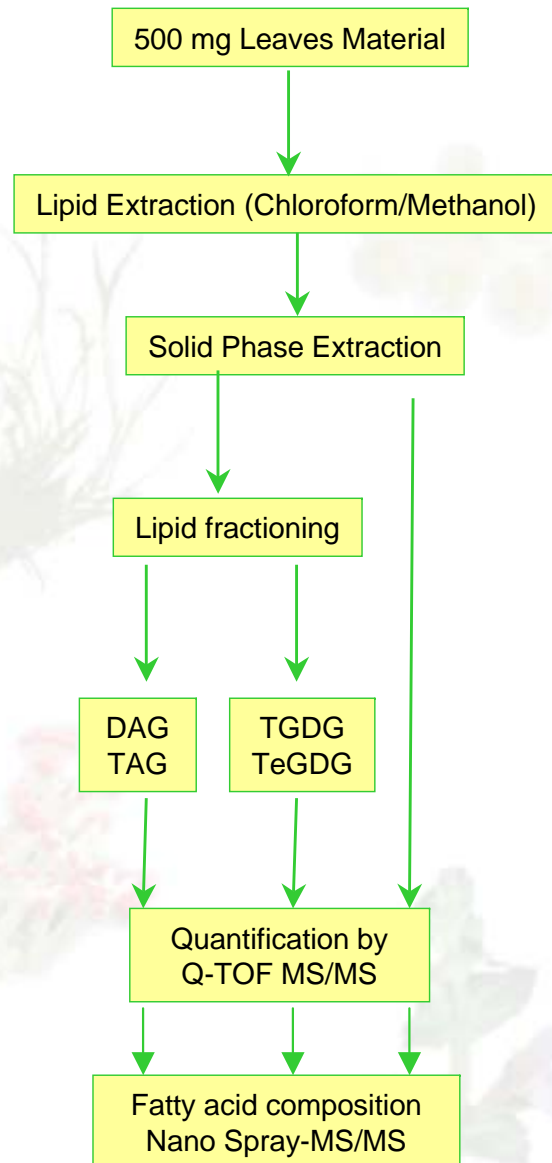 500 mg Leaves Material
Lipid Extraction (Chloroform/Methanol)
Solid Phase Extraction
Lipid fractioning
DAG
TAG
TGDG
TeGDG
Quantification by
Q-TOF MS/MS
Fatty acid composition
Nano Spray-MS/MS